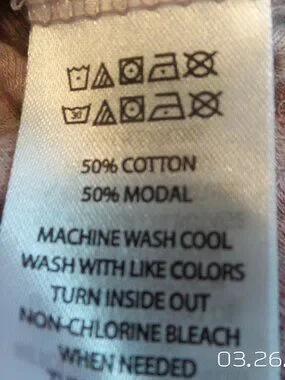 30
50% COTTON
50% MODAL
MACHINE WASH COOL
WASH WITH LIKE COLORS
TURN INSIDE OUT
NON-CHLORINE BLEACH
WHEN NEEDED
03.26